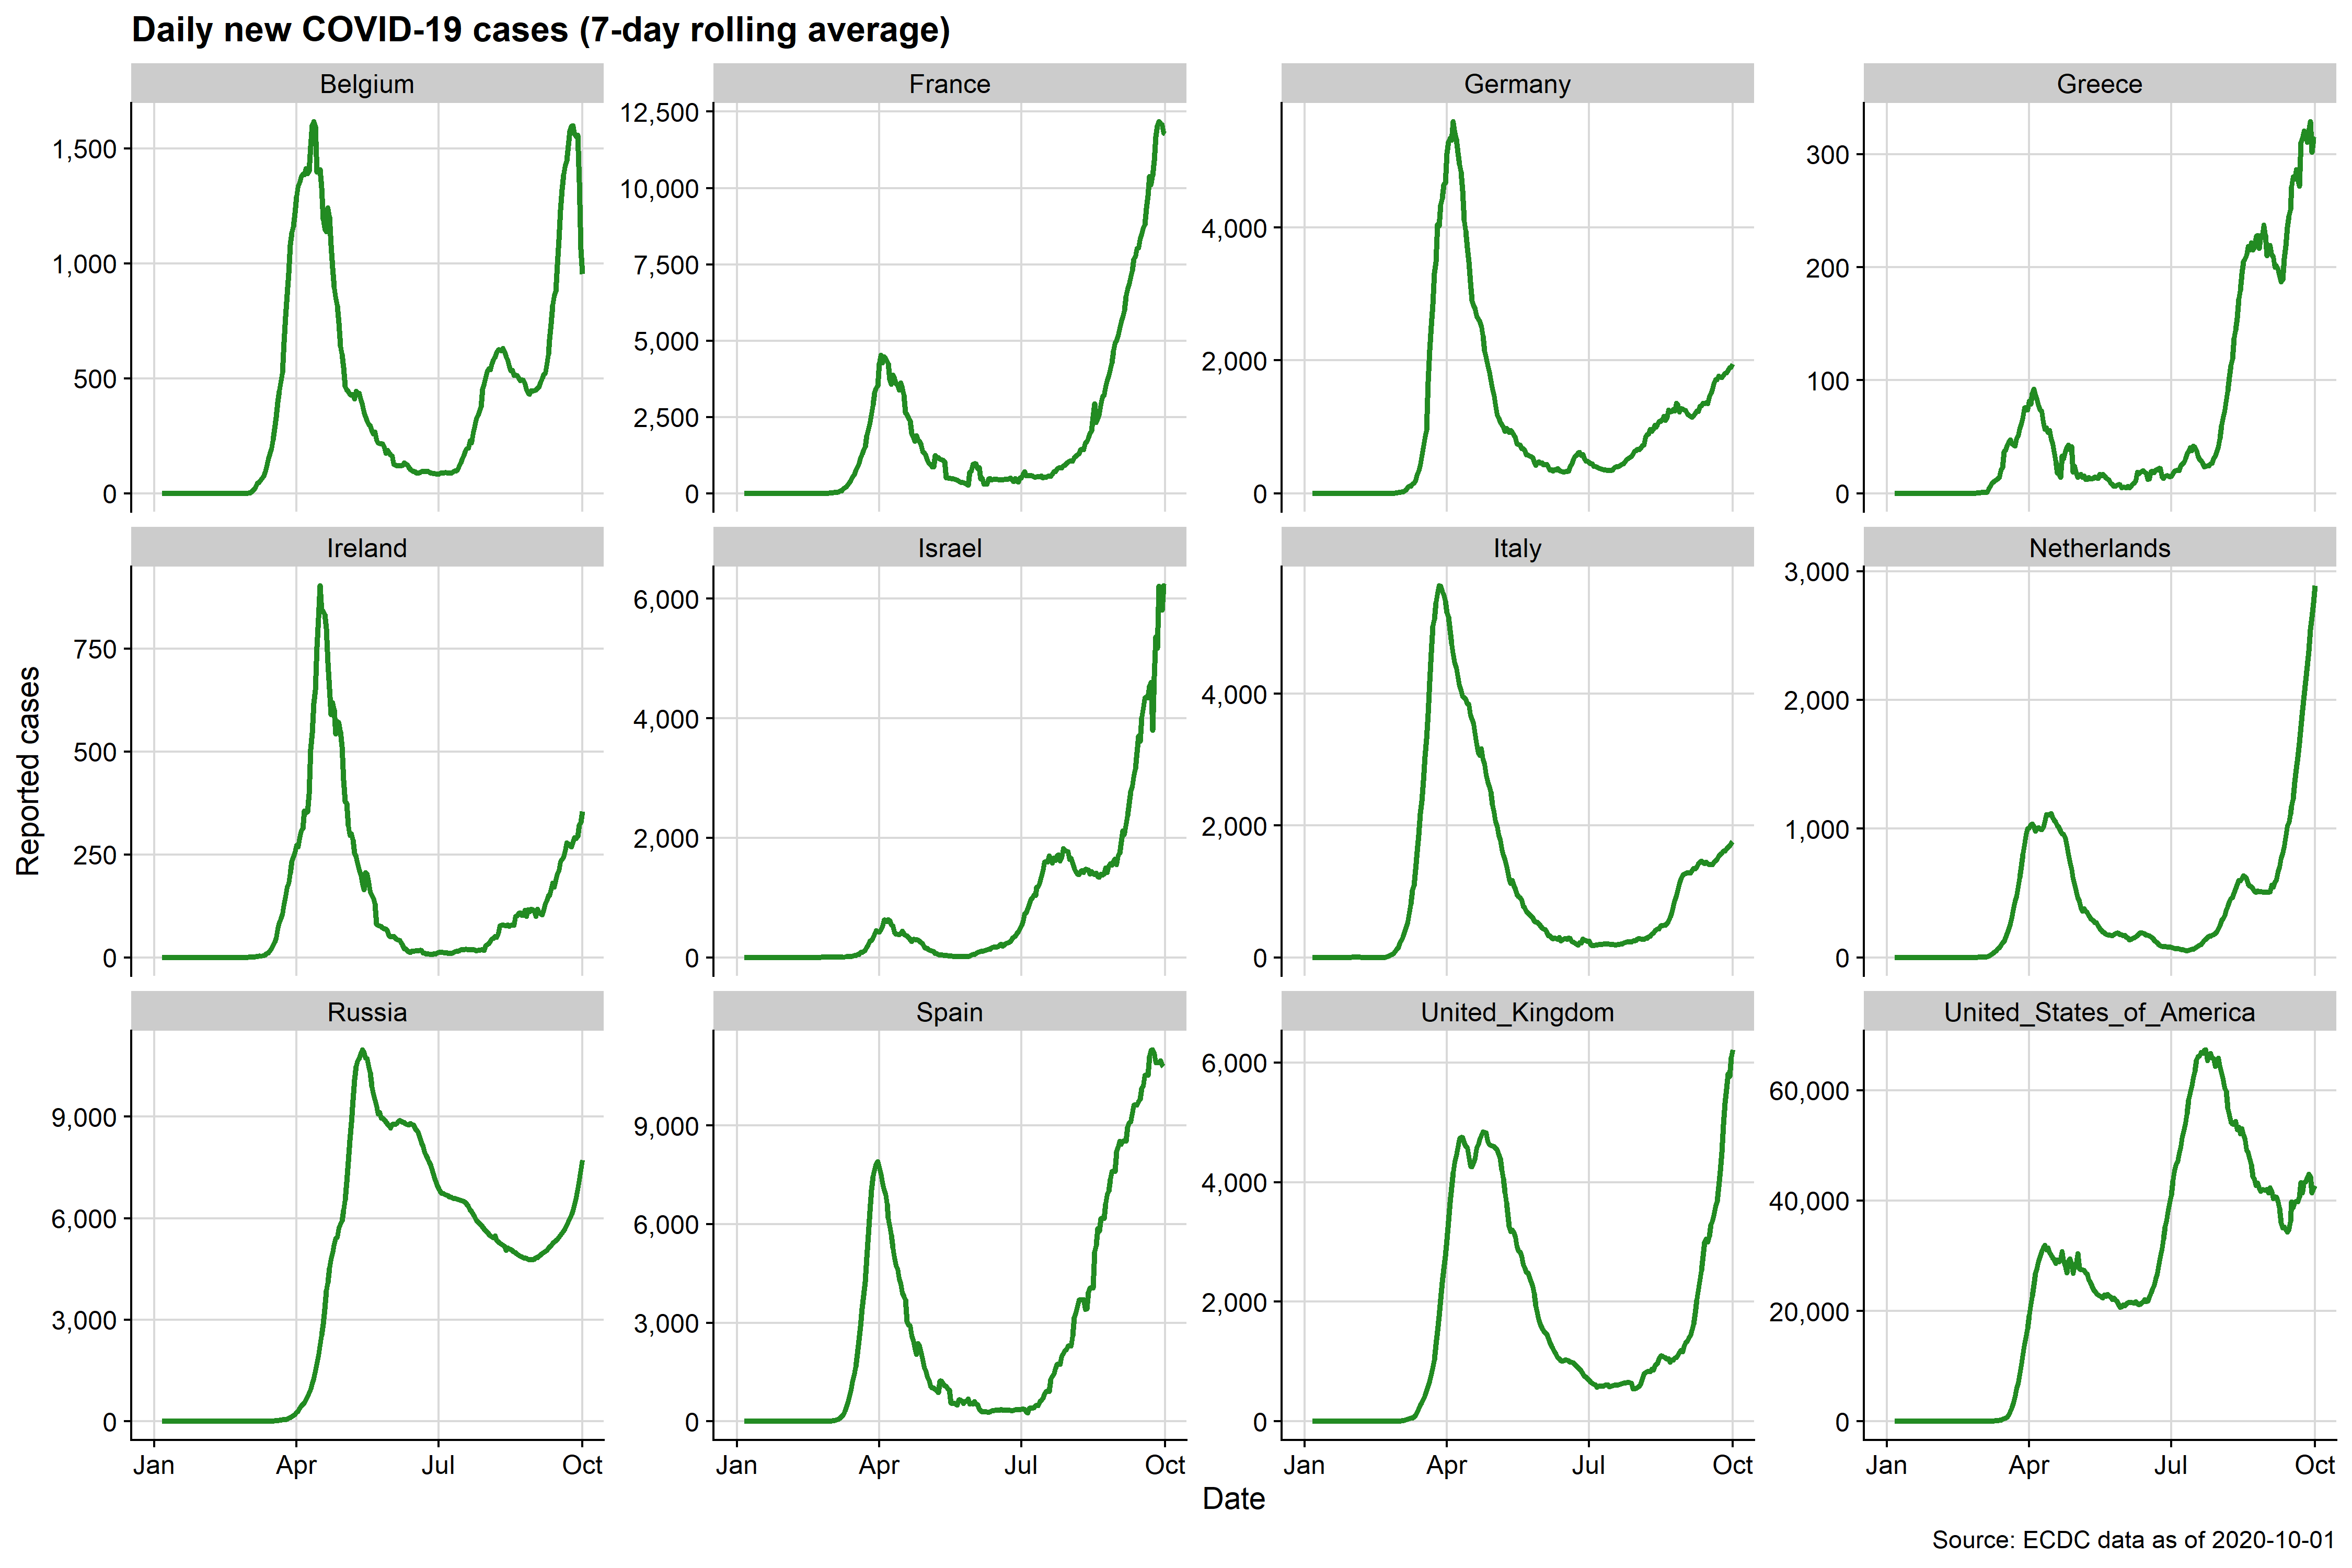 Daily new COVID-19 cases (7-day rolling average)
Belgium
France
Germany
Greece
1,500
1,000
500
0
12,500
10,000
7,500
5,000
2,500
0
4,000
2,000
0
300
200
100
0
Ireland
Israel
Italy
Netherlands
750
500
250
0
6,000
4,000
2,000
0
4,000
2,000
0
3,000
2,000
1,000
0
Russia
Spain
United_Kingdom
United_States_of_America
9,000
6,000
3,000
0
9,000
6,000
3,000
0
6,000
4,000
2,000
0
60,000
40,000
20,000
0
Jan Apr Jul Oct
Jan Apr Jul Oct
Jan Apr Jul Oct
Jan Apr Jul Oct
Reported cases
Date
Source: ECDC data as of 2020-10-01